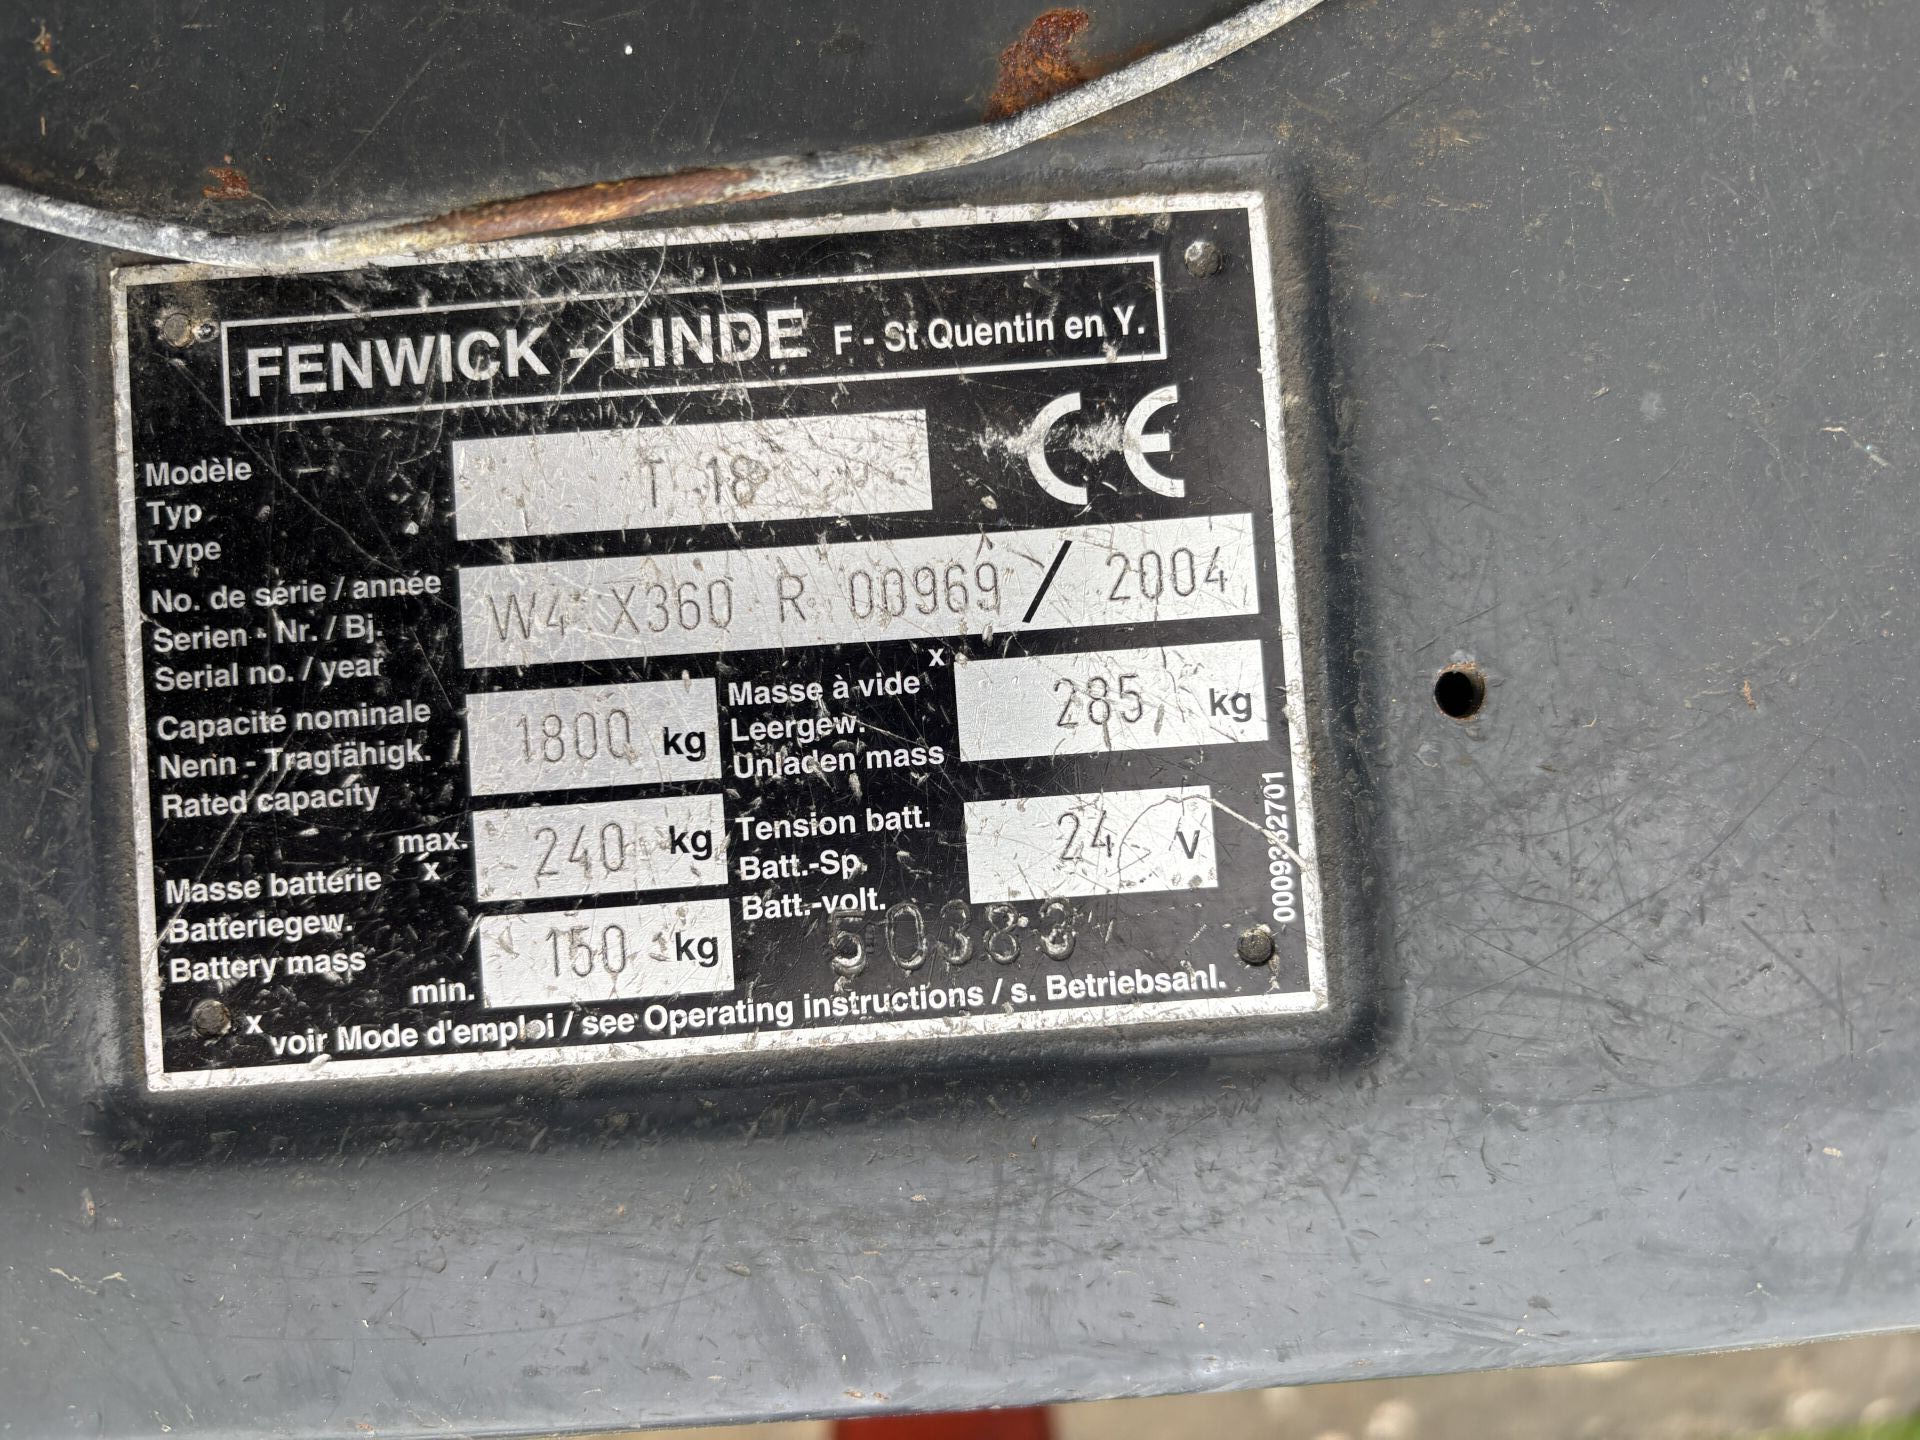 FENWICK - LINDE F - St Quentin en Y.
Modèle
Typ
Type
T 18
CE
No. de série / année
Serien - Nr. / Bj.
Serial no. / year
W4 X360 R 00969 / 2004
Capacité nominale
Nenn - Tragfähigk.
Rated capacity
1800 kg
x
Masse à vide
Leergew.
Unladen mass
285 kg
Masse batterie
Batteriegew.
Battery mass
max.
x
240 kg
min.
150 kg
Tension batt.
Batt.-Sp.
Batt.-volt.
24 V
50383
x
voir Mode d'emploi / see Operating instructions / s. Betriebsanl.